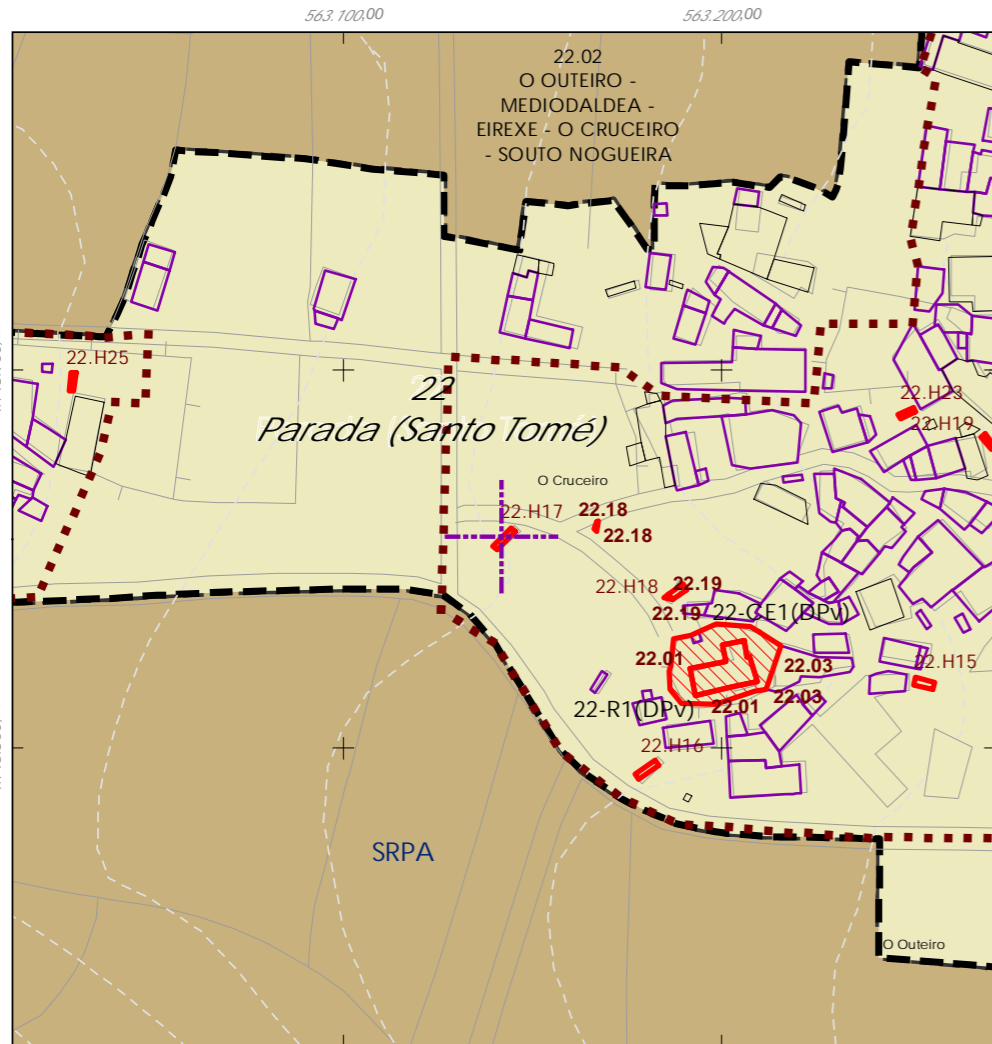 563.100,00
563.200,00
22.02
O OUTEIRO -
MEDIODALDEA -
EIREXE - O CRUCEIRO
- SOUTO NOGUEIRA
22.H25
22
Parada (Santo Tomé)
22.H23
22.H19
O Cruceiro
22.H17
22.18
22.18
22.H18
22.19
22.19
22-CE1(DPv)
22.01
22.03
22.H15
22.03
22-R1(DPv)
22.01
22.H16
SRPA
O Outeiro